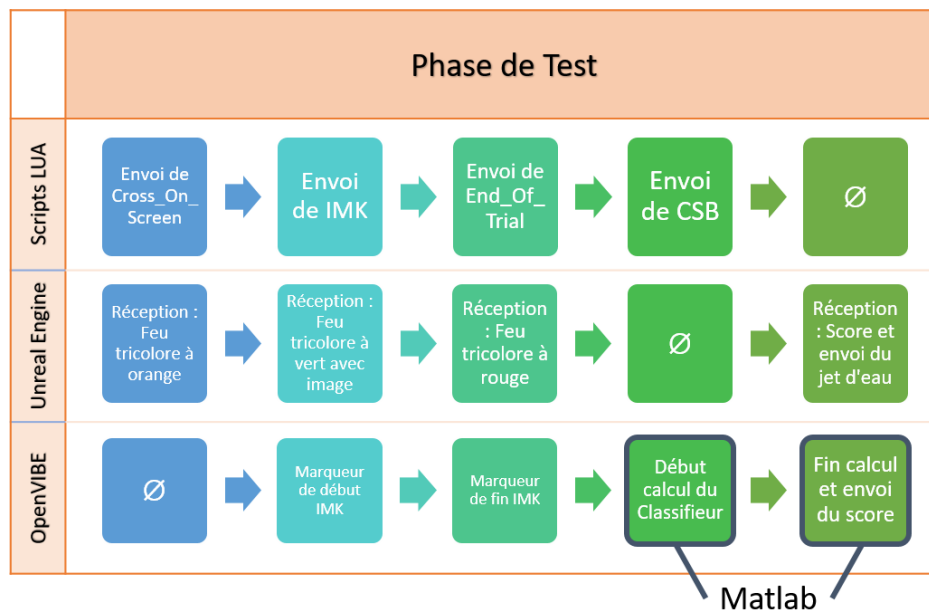 Phase de Test
Scripts LUA
Envoi de
Cross_On_
Screen
Envoi
de IMK
Envoi de
End_Of_
Trial
Envoi
de CSB
Ø
Unreal Engine
Réception :
Feu
tricolore à
orange
Réception :
Feu
tricolore à
vert avec
image
Réception
: Feu
tricolore à
rouge
Ø
Réception
: Score et
envoi du
jet d'eau
OpenVIBE
Ø
Marqueur
de début
IMK
Marqueur
de fin IMK
Début
calcul du
Classifieur
Fin calcul
et envoi
du score
Matlab